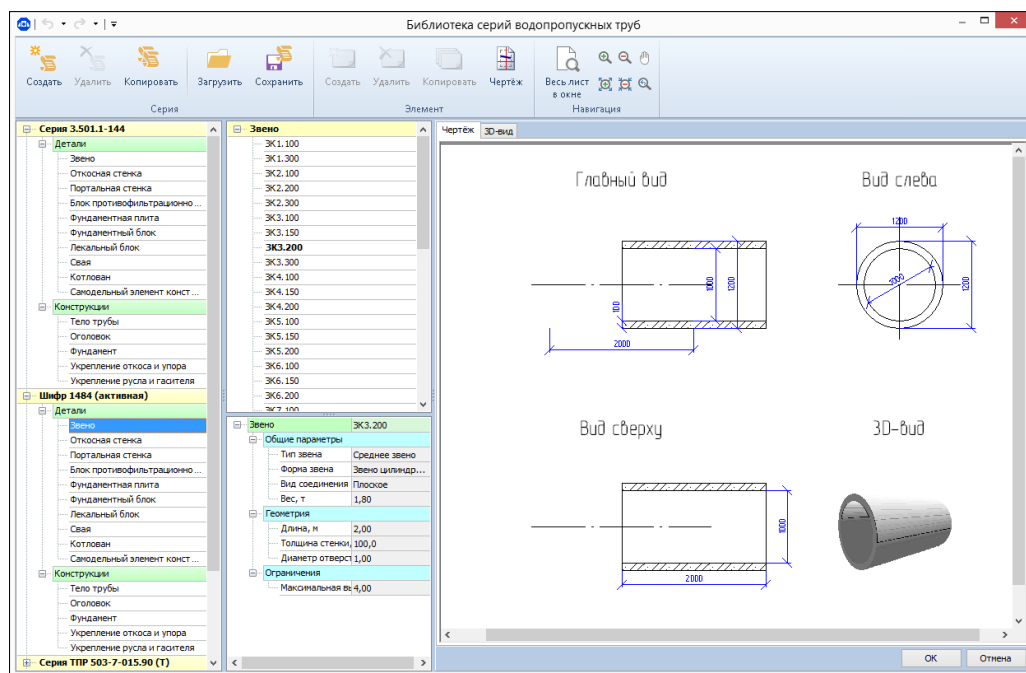 Библиотека серий водопропускных труб
Создать Удалить Копировать Загрузить Сохранить
Серия
Создать Удалить Копировать Чертёж
Элемент
Весь лист
в окне
Навигация
Серия 3.501.1-144
Детали
Звено
Откосная стенка
Портальная стенка
Блок противофильтрационно ...
Фундаментная плита
Фундаментный блок
Лекальный блок
Свая
Котлован
Самодельный элемент конст ...
Конструкции
Тело трубы
Оголовок
Фундамент
Укрепление откоса и упора
Укрепление русла и гасителя
Шифр 1484 (активная)
Детали
Звено
Откосная стенка
Портальная стенка
Блок противофильтрационно ...
Фундаментная плита
Фундаментный блок
Лекальный блок
Свая
Котлован
Самодельный элемент конст ...
Конструкции
Тело трубы
Оголовок
Фундамент
Укрепление откоса и упора
Укрепление русла и гасителя
Серия ТПР 503-7-015.90 (Т)
Звено
ЗК1.100
ЗК1.300
ЗК2.100
ЗК2.200
ЗК2.300
ЗК3.100
ЗК3.150
ЗК3.200
ЗК3.300
ЗК4.100
ЗК4.150
ЗК4.200
ЗК5.100
ЗК5.150
ЗК5.200
ЗК6.100
ЗК6.150
ЗК6.200
ЗК7.100
Звено ЗК3.200
Общие параметры
Тип звена Среднее звено
Форма звена Звено цилиндр...
Вид соединения Плоское
Вес, т 1,80
Геометрия
Длина, м 2,00
Толщина стенки, 100,0
Диаметр отверст 1,00
Ограничения
Максимальная вы 4,00
Чертёж 3D-вид
Главный вид
1000
1200
100
2000
Вид слева
1200
1000
1200
Вид сверху
1000
2000
3D-вид
ОК Отмена